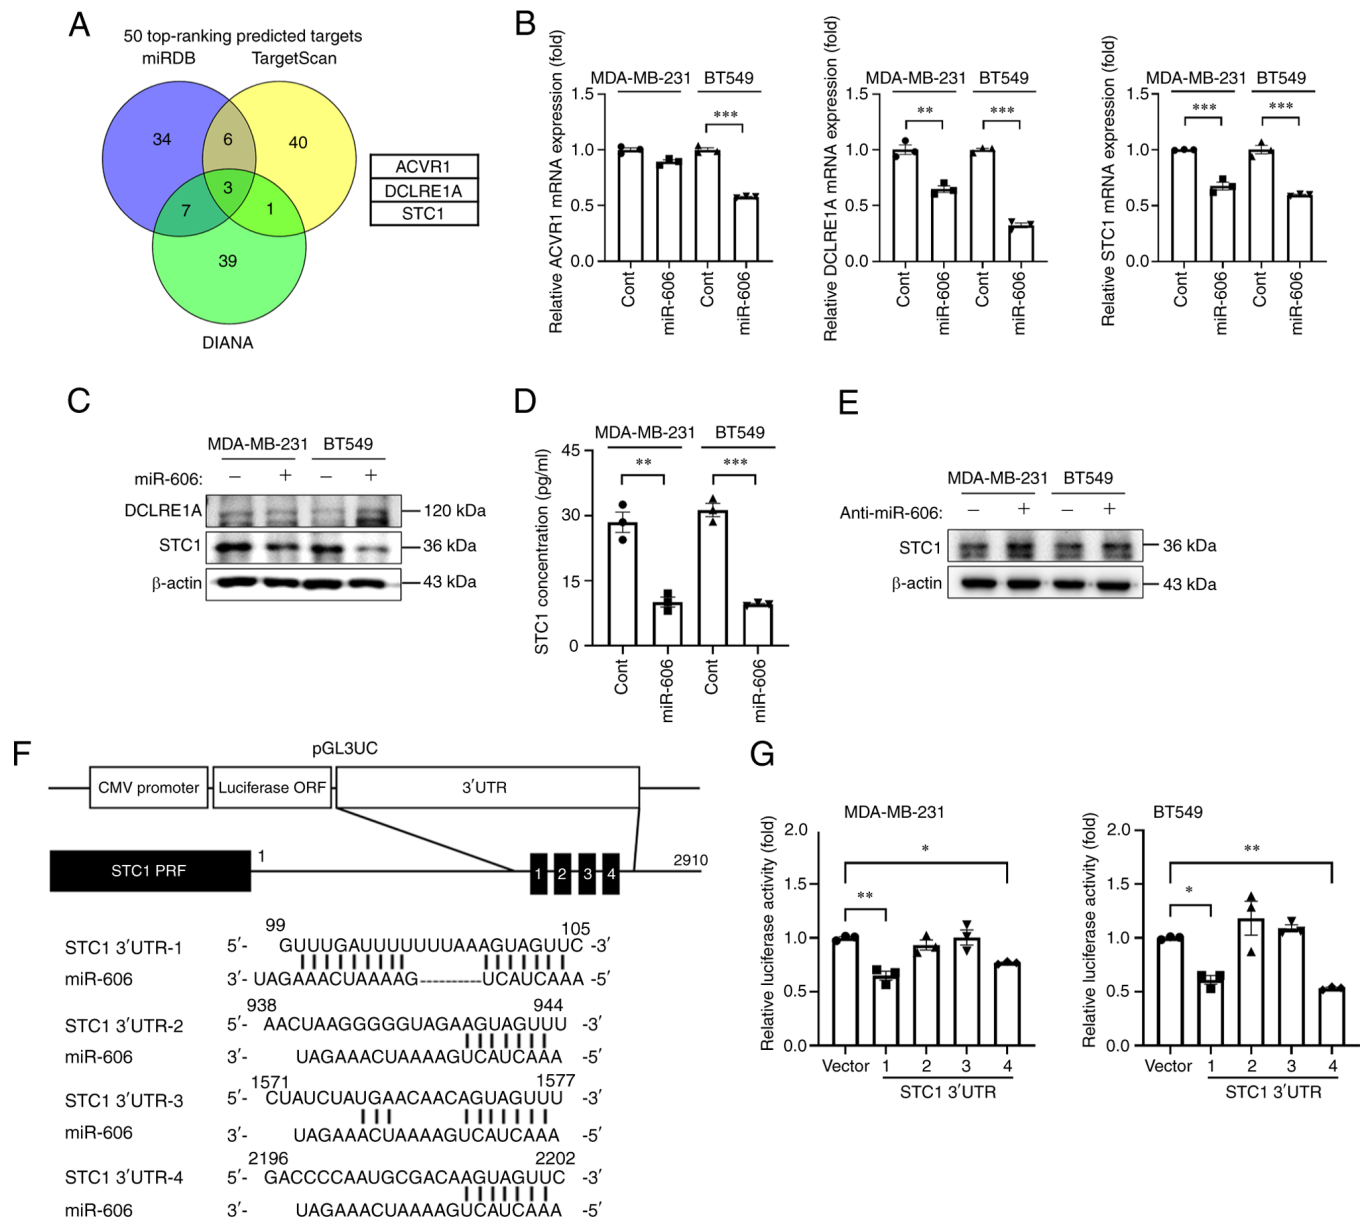 A
50 top-ranking predicted targets
miRDB
TargetScan
34
6
40
3
7
1
39
DIANA
ACVR1
DCLRE1A
STC1
B
Relative ACVR1 mRNA expression (fold)
MDA-MB-231
BT549
1.5
1.0
0.5
0.0
***
Cont
miR-606
Cont
miR-606
Relative DCLRE1A mRNA expression (fold)
MDA-MB-231
BT549
1.5
1.0
0.5
0.0
**
***
Cont
miR-606
Cont
miR-606
Relative STC1 mRNA expression (fold)
MDA-MB-231
BT549
1.5
1.0
0.5
0.0
***
***
Cont
miR-606
Cont
miR-606
C
MDA-MB-231 BT549
miR-606: − + − +
DCLRE1A 120 kDa
STC1 36 kDa
β-actin 43 kDa
D
STC1 concentration (pg/ml)
MDA-MB-231 BT549
45
30
15
0
**
***
Cont
miR-606
Cont
miR-606
E
MDA-MB-231 BT549
Anti-miR-606: − + − +
STC1 36 kDa
β-actin 43 kDa
F
pGL3UC
CMV promoter
Luciferase ORF
3′UTR
STC1 PRF
1
1 2 3 4
2910
99 105
STC1 3′UTR-1 5′- GUUUGAUUUUUUUAAAGUAGUUC -3′
miR-606 3′- UAGAAACUAAAAG----------UCAUCAAA -5′
938 944
STC1 3′UTR-2 5′- AACUAAGGGGGUAGAAGUAGUUU -3′
miR-606 3′- UAGAAACUAAAAGUCAUCAAA -5′
1571 1577
STC1 3′UTR-3 5′- CUAUCUAUGAACAACAGUAGUUU -3′
miR-606 3′- UAGAAACUAAAAGUCAUCAAA -5′
2196 2202
STC1 3′UTR-4 5′- GACCCCAAUGCGACAAGUAGUUC -3′
miR-606 3′- UAGAAACUAAAAGUCAUCAAA -5′
G
Relative luciferase activity (fold)
MDA-MB-231
2.0
1.5
1.0
0.5
0.0
*
**
Vector 1 2 3 4
STC1 3′UTR
Relative luciferase activity (fold)
BT549
2.0
1.5
1.0
0.5
0.0
**
*
Vector 1 2 3 4
STC1 3′UTR